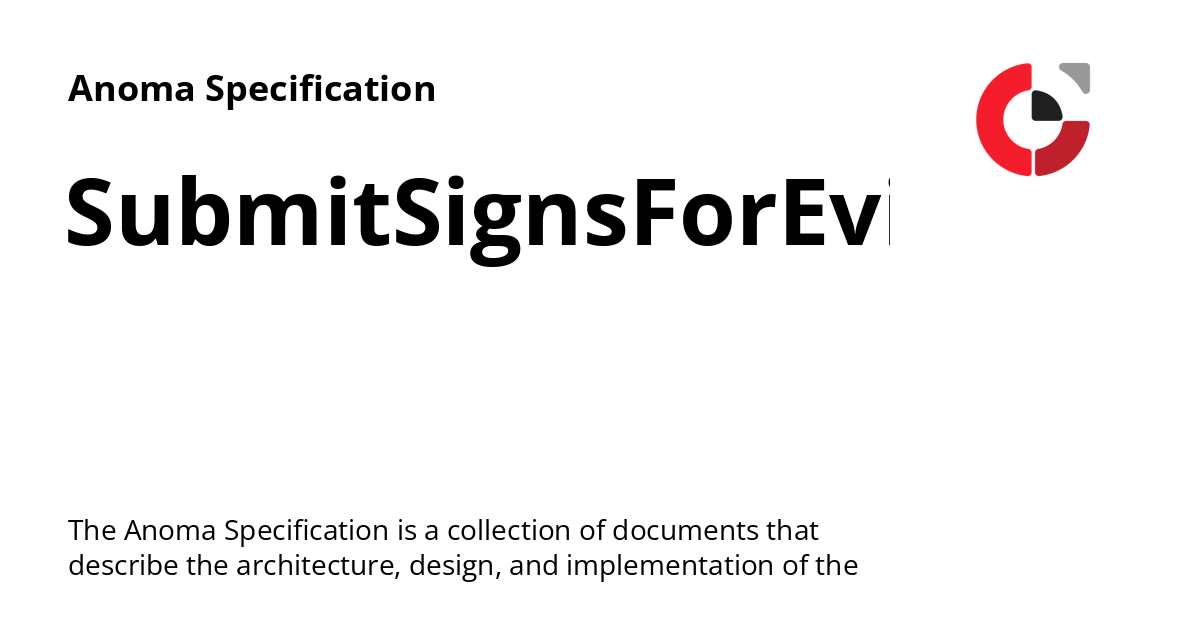 Anoma Specification
SubmitSignsForEvi
The Anoma Specification is a collection of documents that
describe the architecture, design, and implementation of the